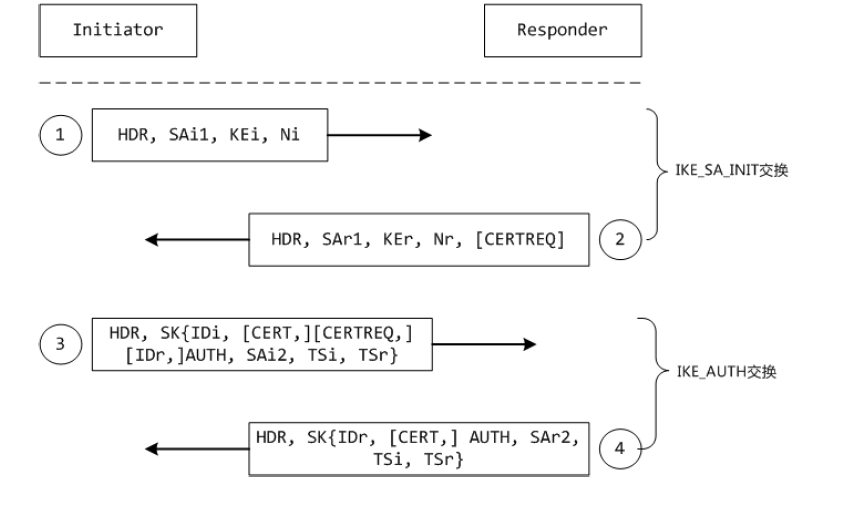 Initiator
Responder
1
HDR, SAi1, KEi, Ni
IKE_SA_INIT交换
HDR, SAr1, KEr, Nr, [CERTREQ]
2
3
HDR, SK{IDi, [CERT,][CERTREQ,]
[IDr,]AUTH, SAi2, TSi, TSr}
IKE_AUTH交换
HDR, SK{IDr, [CERT,] AUTH, SAr2,
TSi, TSr}
4